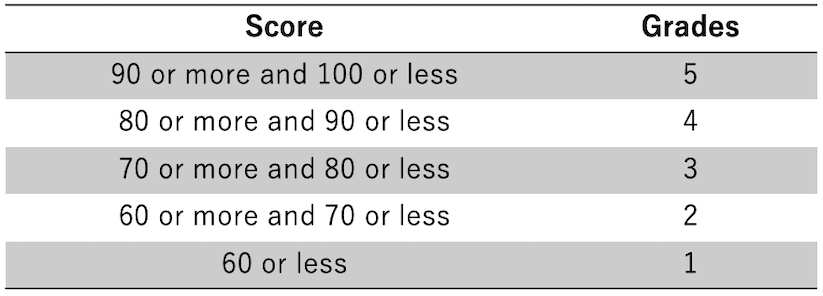 Score Grades
90 or more and 100 or less 5
80 or more and 90 or less 4
70 or more and 80 or less 3
60 or more and 70 or less 2
60 or less 1